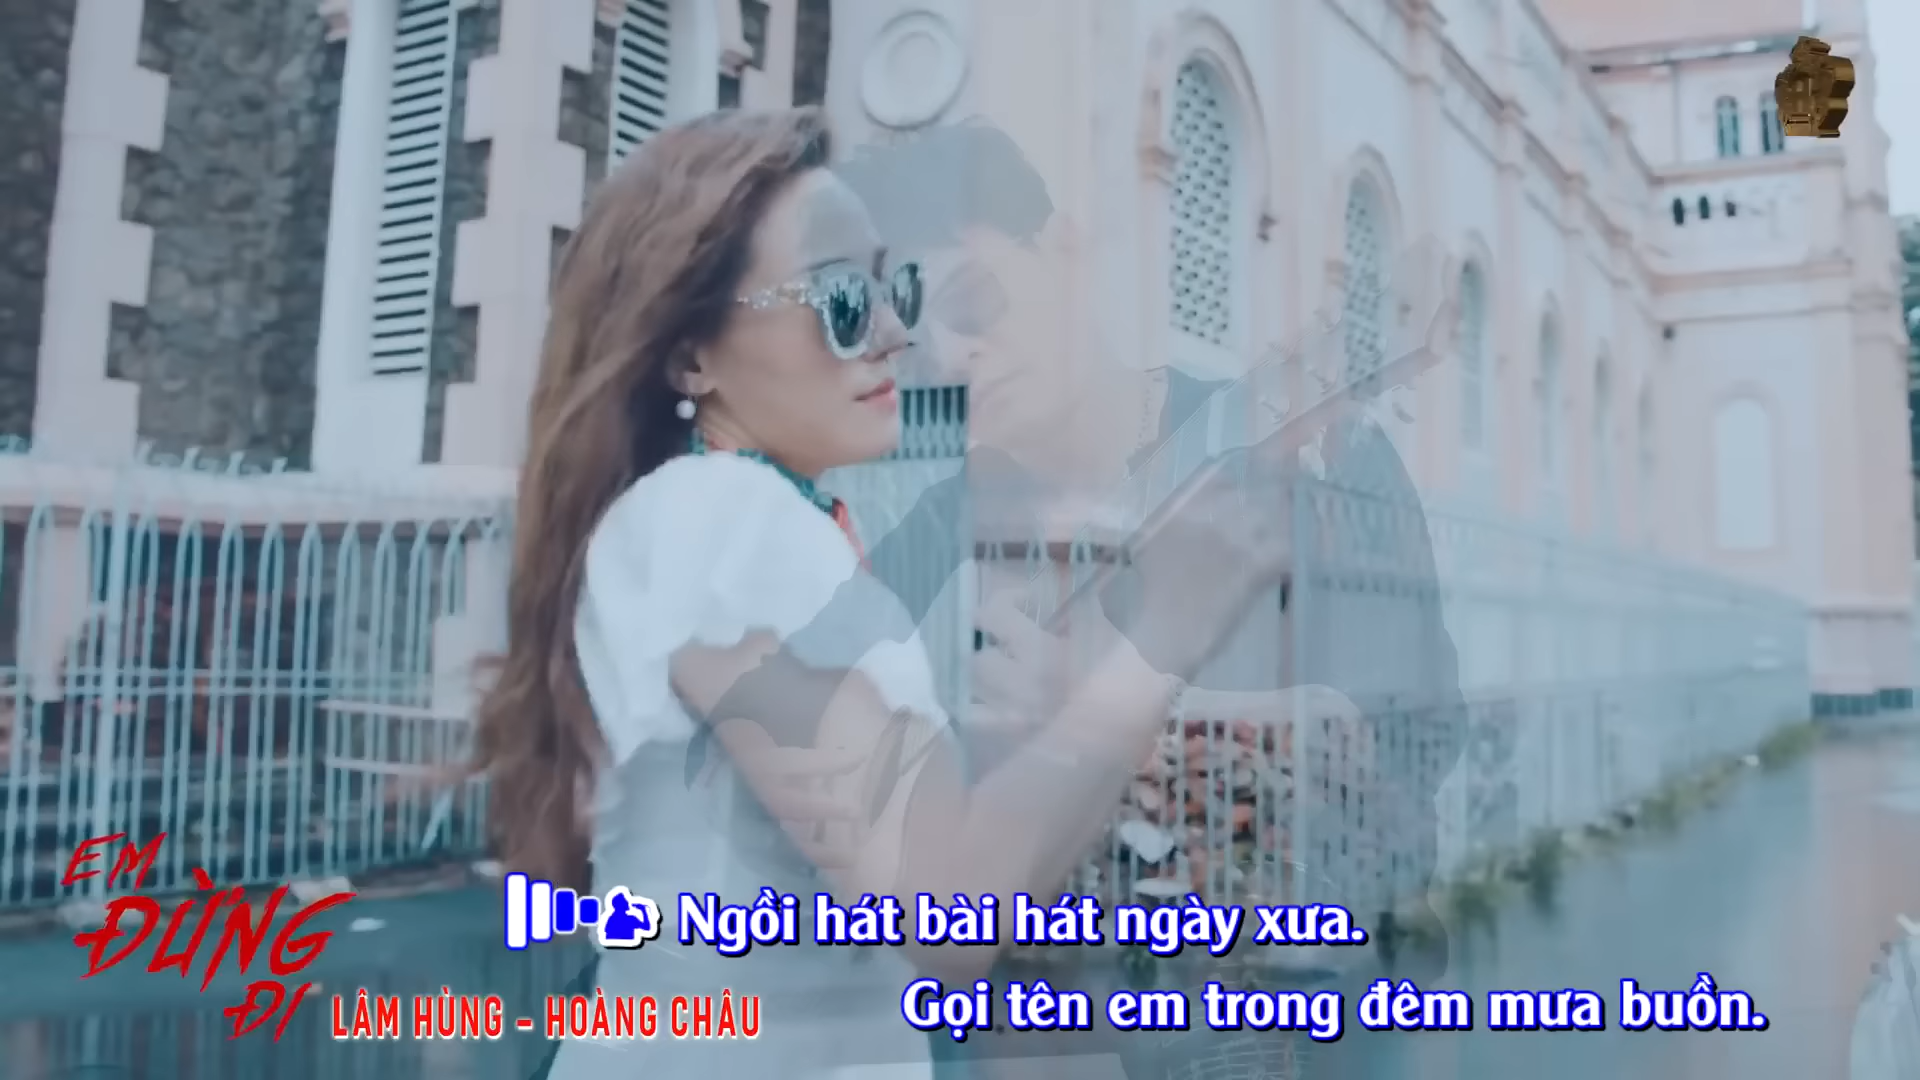 Ngồi hát bài hát ngày xưa.
Gọi tên em trong đêm mưa buồn.
EM
ĐỪNG
ĐI
LÂM HÙNG - HOÀNG CHÂU